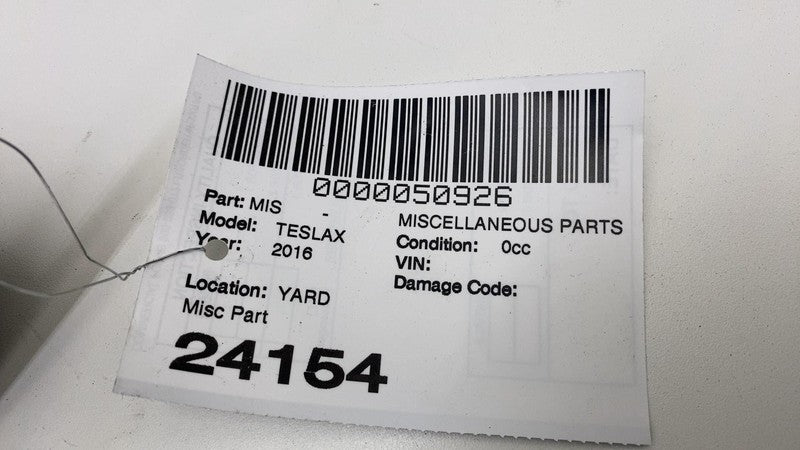 0000050926
Part: MIS - MISCELLANEOUS PARTS
Model: TESLAX Condition: 0cc
Year: 2016 VIN:
Damage Code:
Location: YARD
Misc Part
24154